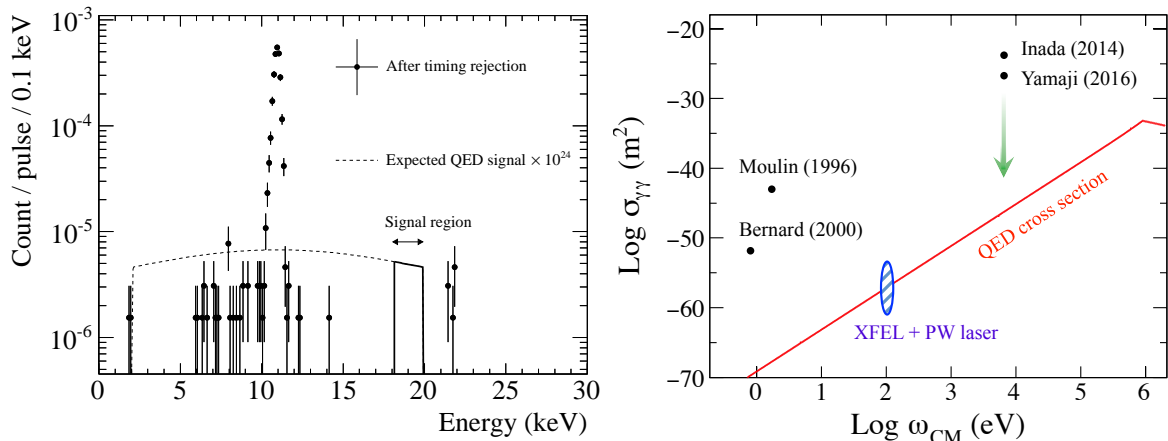 Count / pulse / 0.1 keV
10⁻³
10⁻⁴
10⁻⁵
10⁻⁶
After timing rejection
Expected QED signal × 10²⁴
Signal region
0 5 10 15 20 25 30
Energy (keV)
Log σγγ (m²)
−20
−30
−40
−50
−60
−70
Inada (2014)
Yamaji (2016)
Moulin (1996)
Bernard (2000)
QED cross section
XFEL + PW laser
0 1 2 3 4 5 6
Log ωCM (eV)